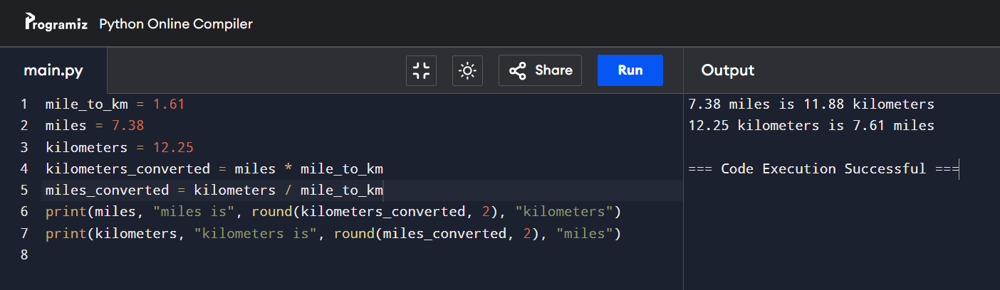 Programiz Python Online Compiler
main.py Share Run Output
1 mile_to_km = 1.61
2 miles = 7.38
3 kilometers = 12.25
4 kilometers_converted = miles * mile_to_km
5 miles_converted = kilometers / mile_to_km
6 print(miles, "miles is", round(kilometers_converted, 2), "kilometers")
7 print(kilometers, "kilometers is", round(miles_converted, 2), "miles")
8
7.38 miles is 11.88 kilometers
12.25 kilometers is 7.61 miles
=== Code Execution Successful ===